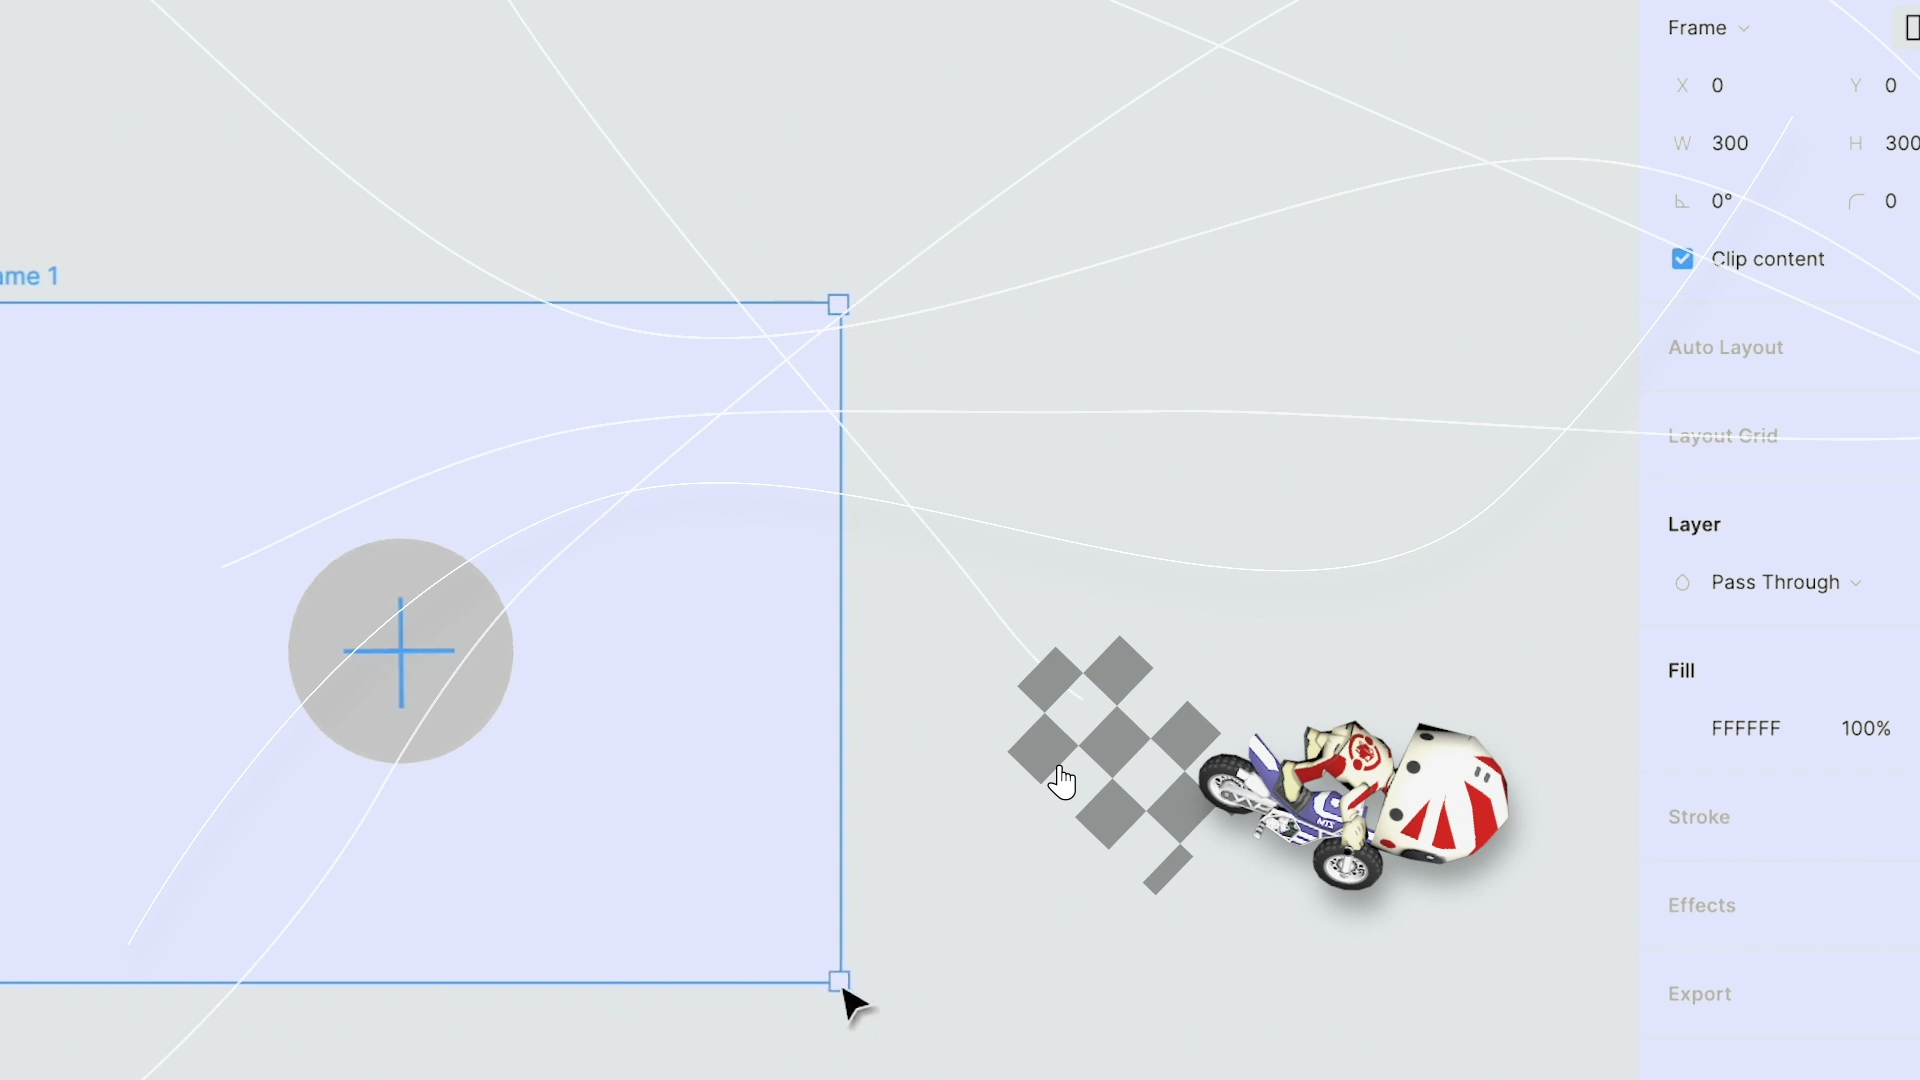 ame 1
Frame
X 0 Y 0
W 300 H 300
0° 0
Clip content
Auto Layout
Layout Grid
Layer
Pass Through
Fill
FFFFFF 100%
Stroke
Effects
Export